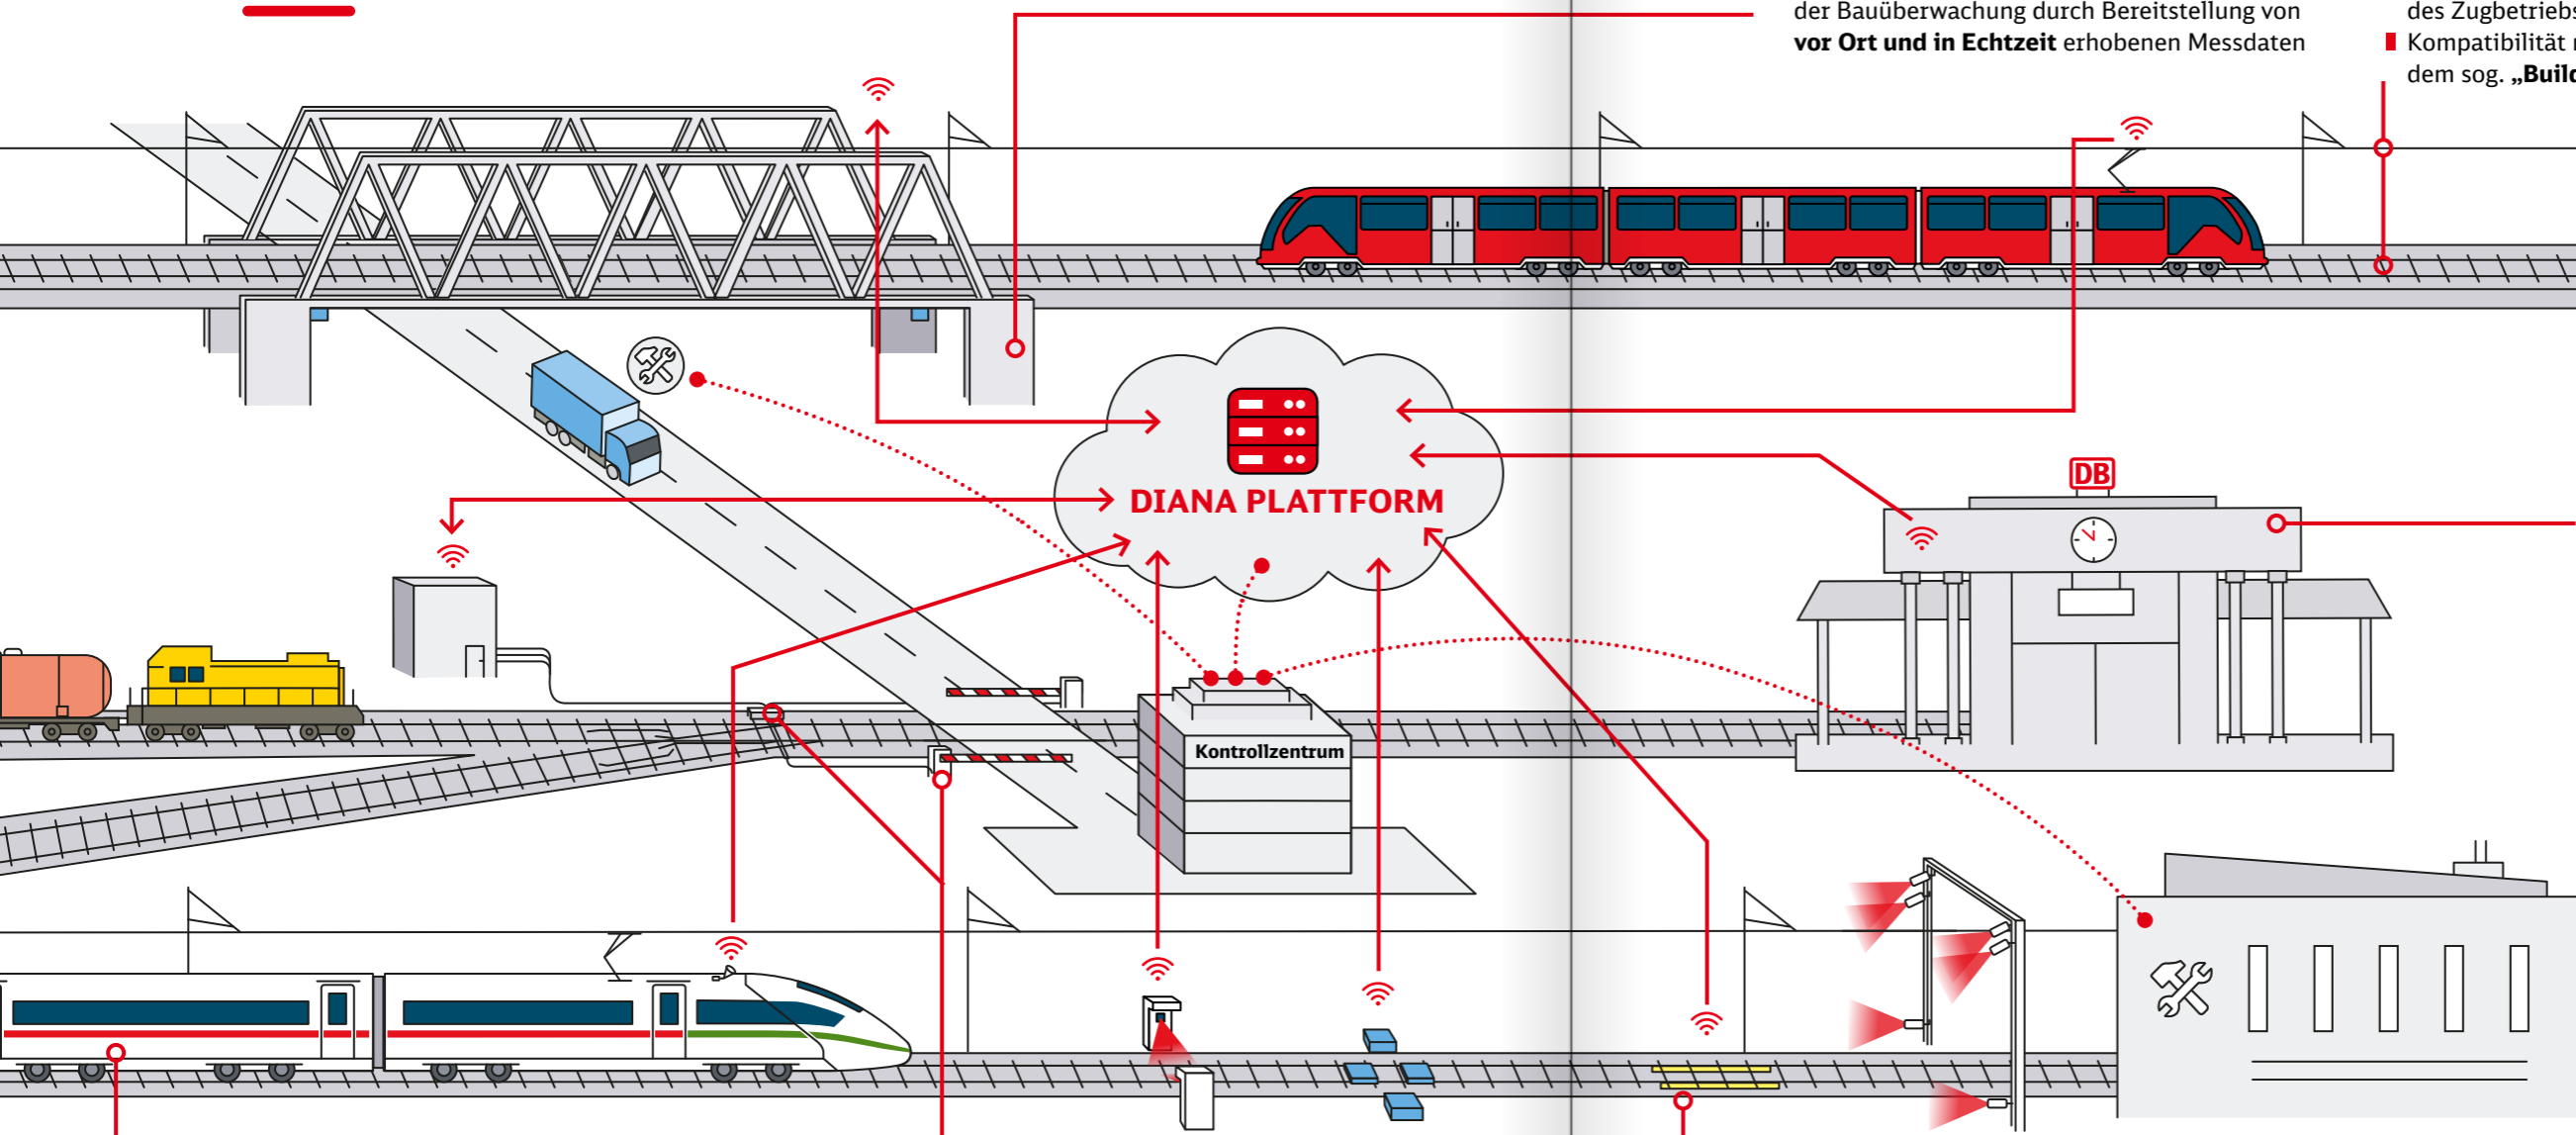 der Bauüberwachung durch Bereitstellung von
vor Ort und in Echtzeit erhobenen Messdaten
des Zugbetriebs
Kompatibilität
dem sog.
DIANA PLATTFORM
DB
Kontrollzentrum